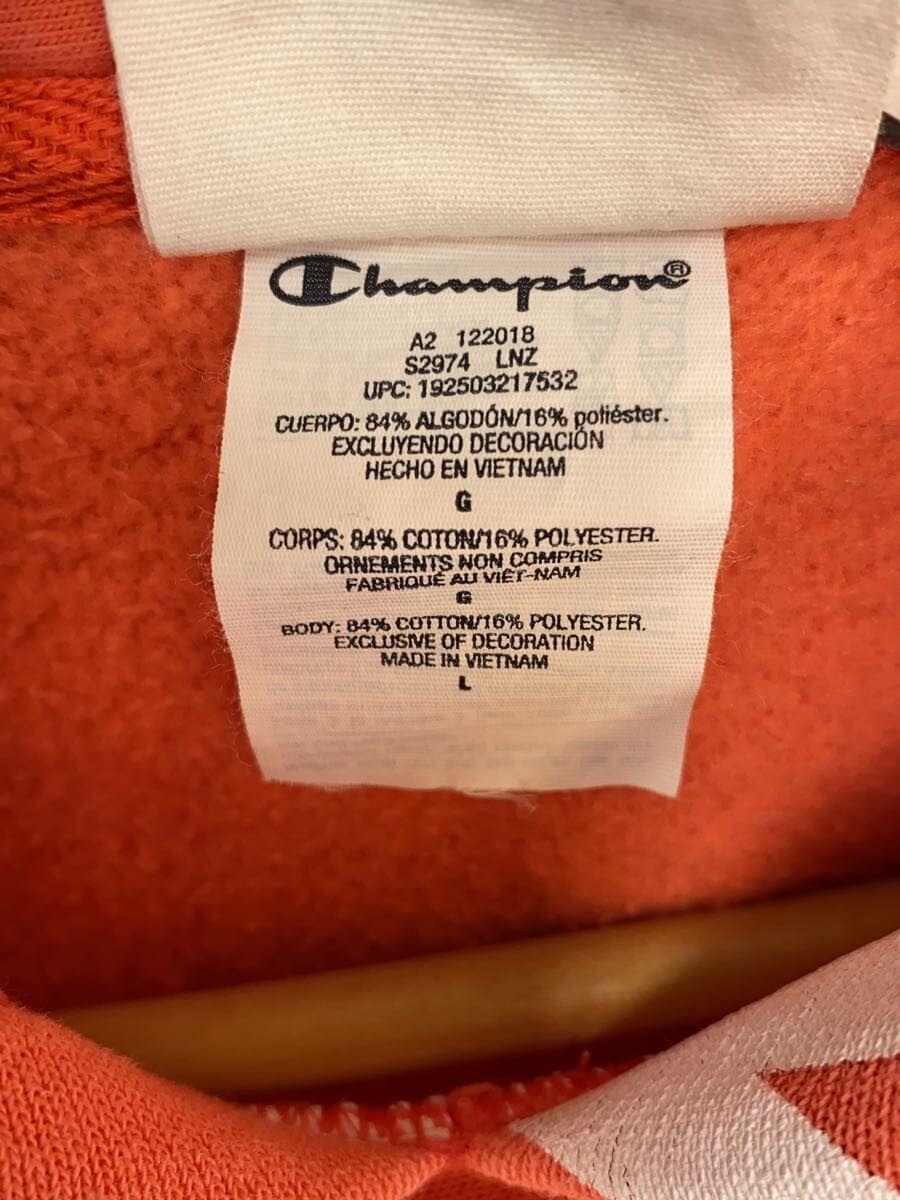 Champion®
A2 122018
S2974 LNZ
UPC: 192503217532
CUERPO: 84% ALGODÓN/16% poliéster.
EXCLUYENDO DECORACIÓN
HECHO EN VIETNAM
G
CORPS: 84% COTON/16% POLYESTER.
ORNEMENTS NON COMPRIS
FABRIQUÉ AU VIÊT-NAM
G
BODY: 84% COTTON/16% POLYESTER.
EXCLUSIVE OF DECORATION
MADE IN VIETNAM
L